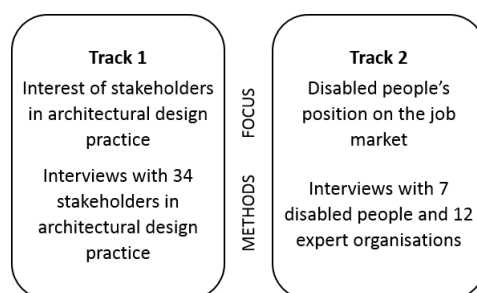 Track 1
Interest of stakeholders
in architectural design
practice
Interviews with 34
stakeholders in
architectural design
practice
FOCUS
METHODS
Track 2
Disabled people's
position on the job
market
Interviews with 7
disabled people and 12
expert organisations